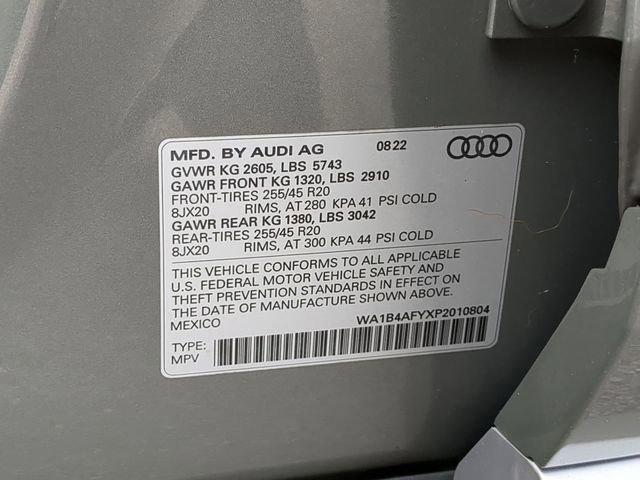 MFD. BY AUDI AG 08 22
GVWR KG 2605, LBS 5743
GAWR FRONT KG 1320, LBS 2910
FRONT-TIRES 255/45 R20
8JX20 RIMS, AT 280 KPA 41 PSI COLD
GAWR REAR KG 1380, LBS 3042
REAR-TIRES 255/45 R20
8JX20 RIMS, AT 300 KPA 44 PSI COLD
THIS VEHICLE CONFORMS TO ALL APPLICABLE
U.S. FEDERAL MOTOR VEHICLE SAFETY AND
THEFT PREVENTION STANDARDS IN EFFECT ON
THE DATE OF MANUFACTURE SHOWN ABOVE.
MEXICO WA1B4AFYXP2010804
TYPE:
MPV